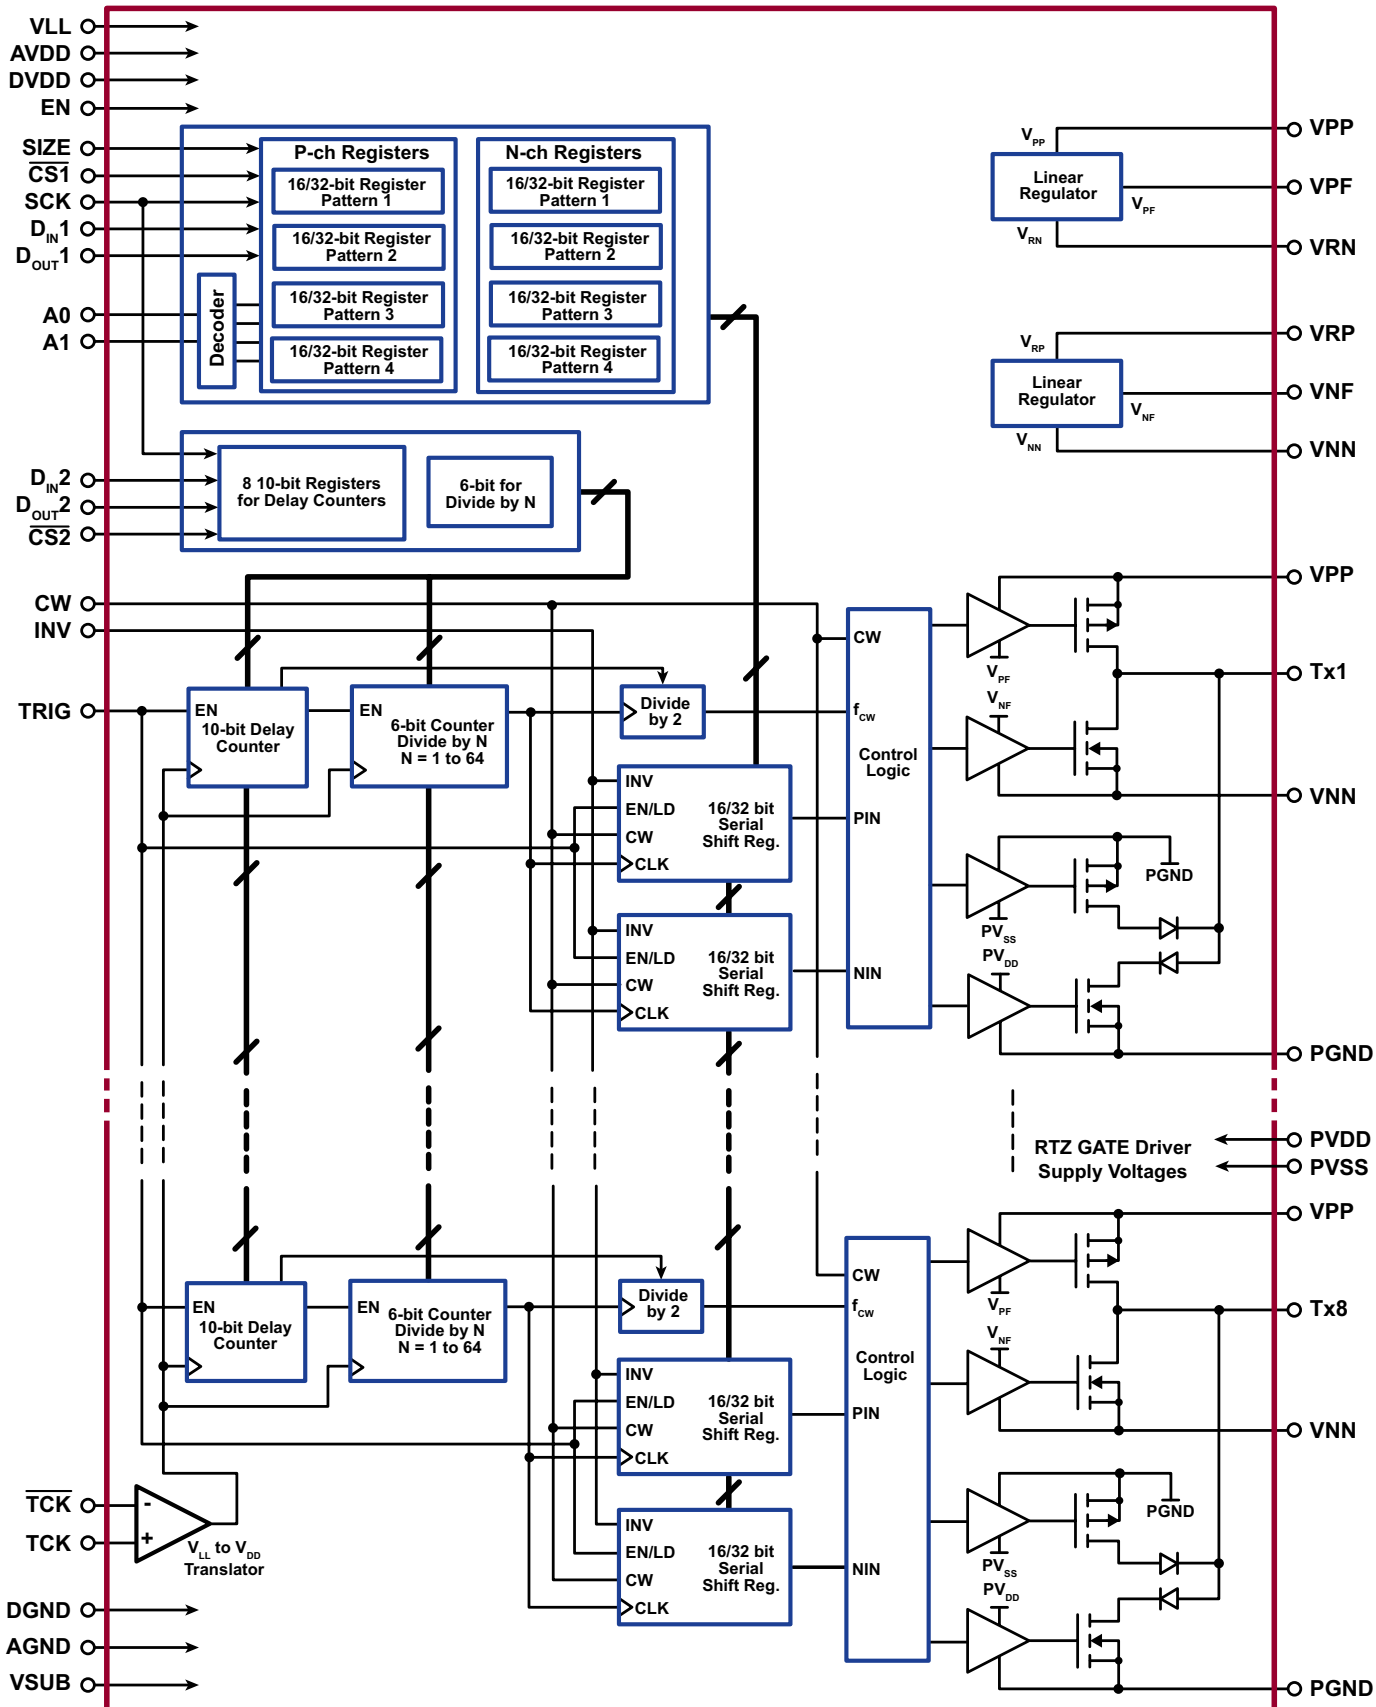 VLL
AVDD
DVDD
EN
SIZE
CS1
SCK
DIN1
DOUT1
A0
A1
Decoder
P-ch Registers
16/32-bit Register
Pattern 1
16/32-bit Register
Pattern 2
16/32-bit Register
Pattern 3
16/32-bit Register
Pattern 4
N-ch Registers
16/32-bit Register
Pattern 1
16/32-bit Register
Pattern 2
16/32-bit Register
Pattern 3
16/32-bit Register
Pattern 4
VPP
Linear
Regulator
VPF
VRN
VPP
VPF
VRN
VRP
Linear
Regulator
VNF
VNN
VRP
VNF
VNN
DIN2
DOUT2
CS2
8 10-bit Registers
for Delay Counters
6-bit for
Divide by N
CW
INV
TRIG
EN
10-bit Delay
Counter
EN
6-bit Counter
Divide by N
N = 1 to 64
Divide
by 2
INV
EN/LD
CW
CLK
16/32 bit
Serial
Shift Reg.
INV
EN/LD
CW
CLK
16/32 bit
Serial
Shift Reg.
CW
fCW
Control
Logic
PIN
NIN
VPF
VNF
PVSS
PVDD
PGND
VPP
Tx1
VNN
PGND
RTZ GATE Driver
Supply Voltages
PVDD
PVSS
EN
10-bit Delay
Counter
EN
6-bit Counter
Divide by N
N = 1 to 64
Divide
by 2
INV
EN/LD
CW
CLK
16/32 bit
Serial
Shift Reg.
INV
EN/LD
CW
CLK
16/32 bit
Serial
Shift Reg.
CW
fCW
Control
Logic
PIN
NIN
VPF
VNF
PVSS
PVDD
PGND
VPP
Tx8
VNN
PGND
TCK
TCK
-
+
VLL to VDD
Translator
DGND
AGND
VSUB